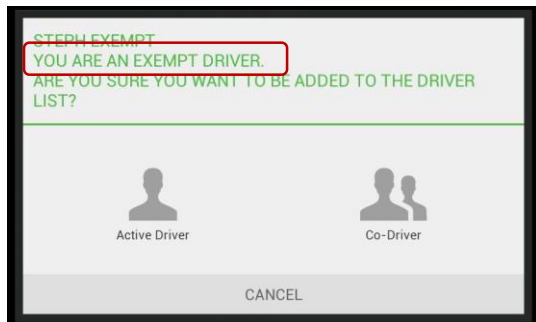 STEPH EXEMPT
YOU ARE AN EXEMPT DRIVER.
ARE YOU SURE YOU WANT TO BE ADDED TO THE DRIVER
LIST?
Active Driver
Co-Driver
CANCEL